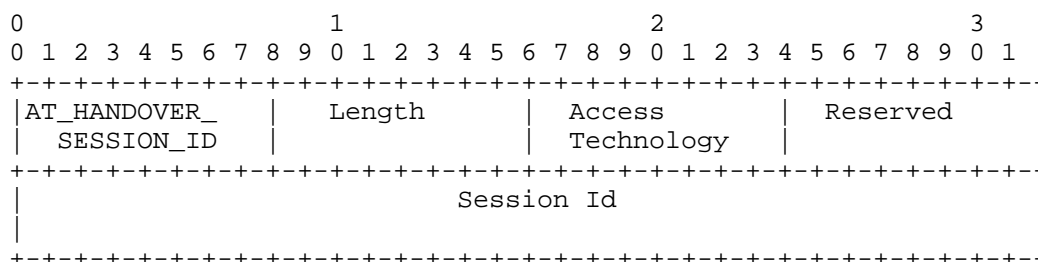 0                   1                   2                   3
0 1 2 3 4 5 6 7 8 9 0 1 2 3 4 5 6 7 8 9 0 1 2 3 4 5 6 7 8 9 0 1
+-+-+-+-+-+-+-+-+-+-+-+-+-+-+-+-+-+-+-+-+-+-+-+-+-+-+-+-+-+-+-+--
|AT_HANDOVER_   |   Length      |  Access       |  Reserved
|  SESSION_ID   |               |  Technology   |
+-+-+-+-+-+-+-+-+-+-+-+-+-+-+-+-+-+-+-+-+-+-+-+-+-+-+-+-+-+-+-+--
|                           Session Id
|
+-+-+-+-+-+-+-+-+-+-+-+-+-+-+-+-+-+-+-+-+-+-+-+-+-+-+-+-+-+-+-+--